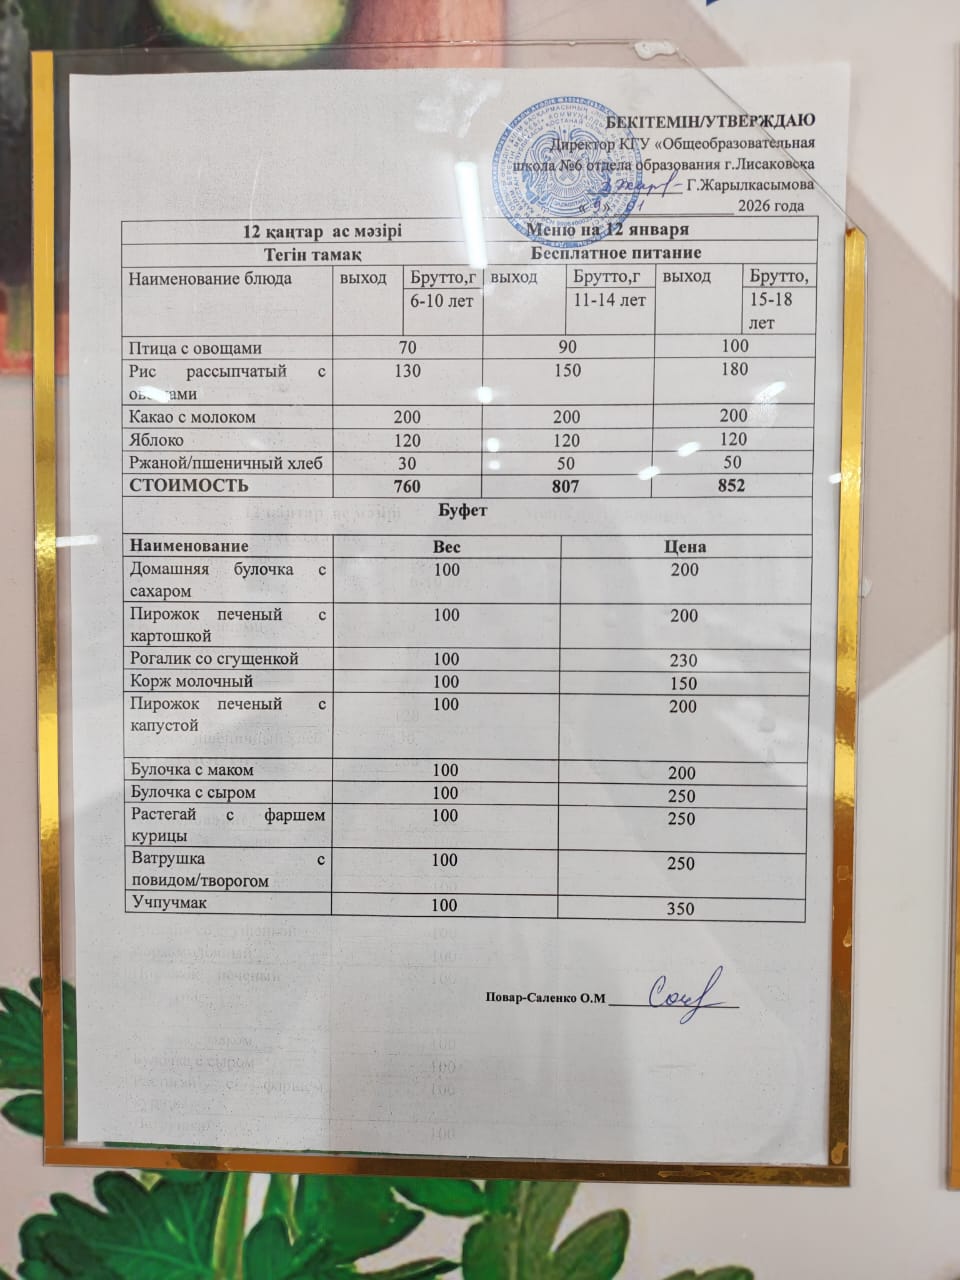 БЕКІТЕМІН/УТВЕРЖДАЮ
Директор КГУ «Общеобразовательная
школа №6 отдела образования г.Лисаковска
Г.Жарылкасымова
«9» 1 2026 года
12 қаңтар ас мәзірі Меню на 12 января
Тегін тамақ Бесплатное питание
Наименование блюда выход Брутто,г выход Брутто,г выход Брутто,
6-10 лет 11-14 лет 15-18
лет
Птица с овощами 70 90 100
Рис рассыпчатый с 130 150 180
овощами
Какао с молоком 200 200 200
Яблоко 120 120 120
Ржаной/пшеничный хлеб 30 50 50
СТОИМОСТЬ 760 807 852
Буфет
Наименование Вес Цена
Домашняя булочка с 100 200
сахаром
Пирожок печеный с 100 200
картошкой
Рогалик со сгущенкой 100 230
Корж молочный 100 150
Пирожок печеный с 100 200
капустой
Булочка с маком 100 200
Булочка с сыром 100 250
Растегай с фаршем 100 250
курицы
Ватрушка с 100 250
повидом/творогом
Учпучмак 100 350
Повар-Саленко О.М